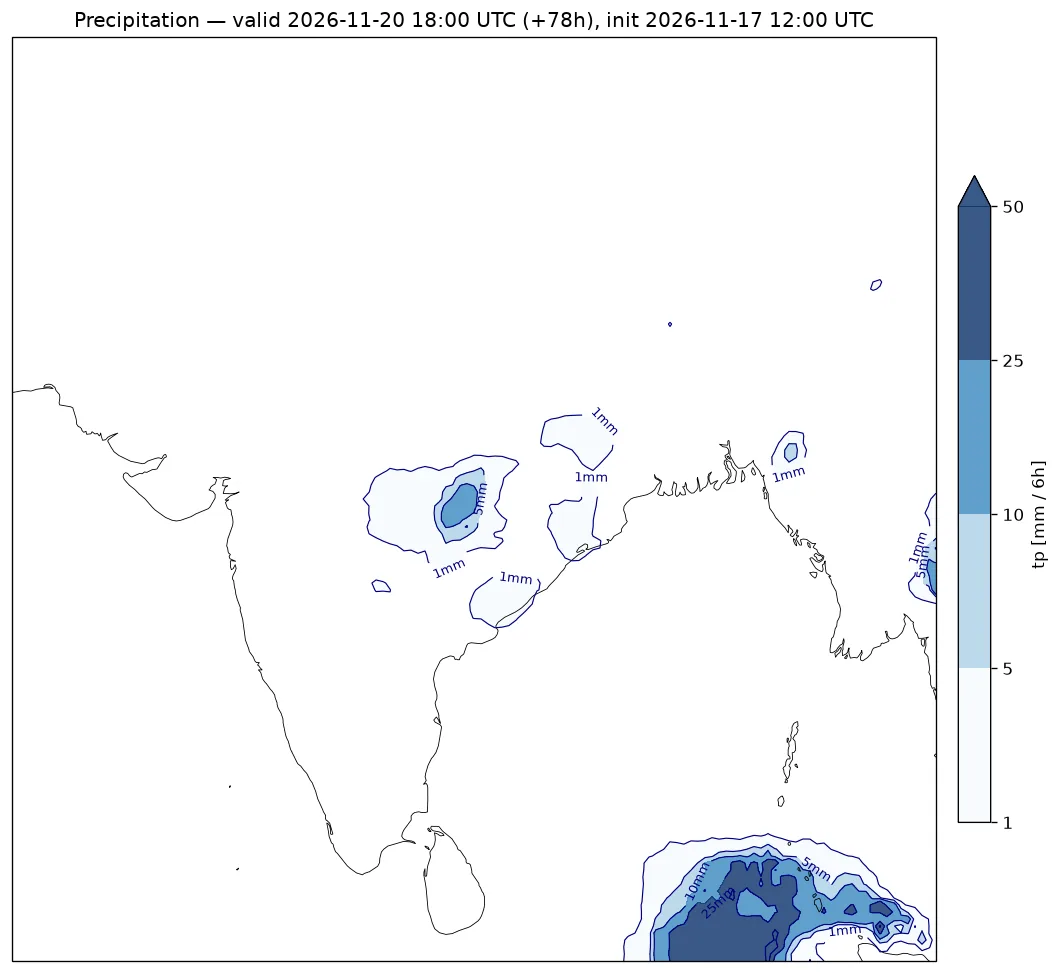 Precipitation — valid 2026-11-20 18:00 UTC (+78h), init 2026-11-17 12:00 UTC
50
25
10
5
1
tp [mm / 6h]
1mm
1mm
5mm
1mm
1mm
1mm
1mm
5mm
5mm
10mm
25mm
1mm